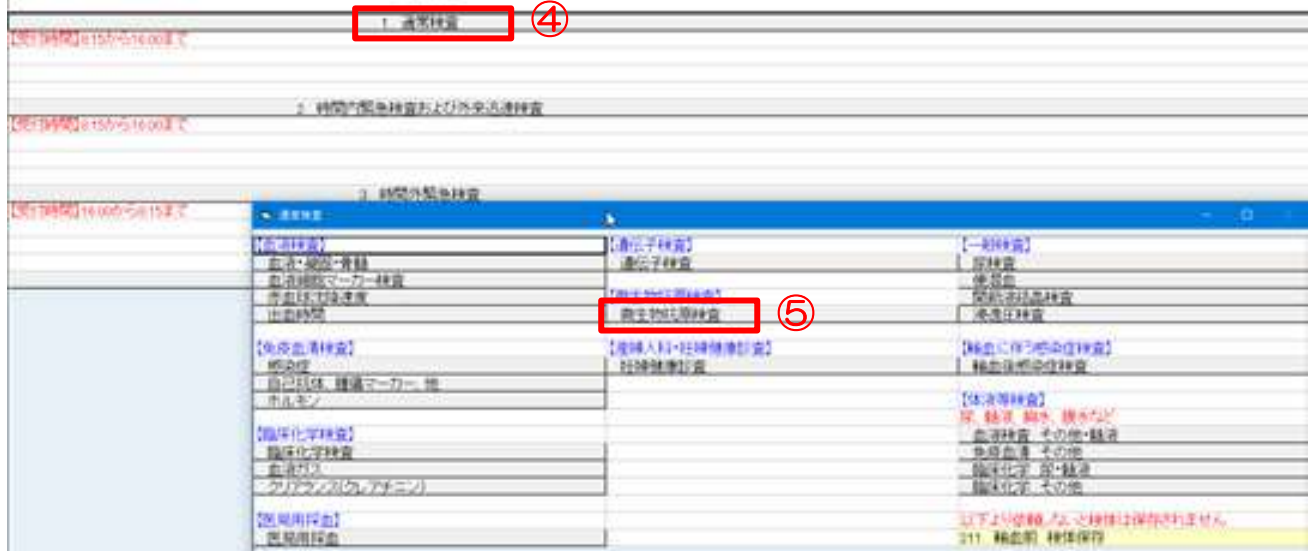 1. 通常検査
④
【受付時間】8:15から16:00まで
2. 時間内緊急検査および外来迅速検査
【受付時間】8:15から16:00まで
3. 時間外緊急検査
【受付時間】16:00から8:15まで
通常検査
【血液検査】
血液・凝固・骨髄
血液細胞マーカー検査
赤血球沈降速度
出血時間
【免疫血清検査】
感染症
自己抗体、腫瘍マーカー、他
ホルモン
【臨床化学検査】
臨床化学検査
血液ガス
クリアランス(クレアチニン)
【医局用採血】
医局用採血
【遺伝子検査】
遺伝子検査
【微生物抗原検査】
微生物抗原検査
⑤
【産婦人科・妊婦健康診査】
妊婦健康診査
【一般検査】
尿検査
便潜血
関節液結晶検査
浸透圧検査
【輸血に伴う感染症検査】
輸血後感染症検査
【体液等検査】
尿、髄液、胸水、腹水など
血液検査 その他・髄液
免疫血清 その他
臨床化学 尿・髄液
臨床化学 その他
以下より依頼しないと検体は保存されません
311 輸血前 検体保存